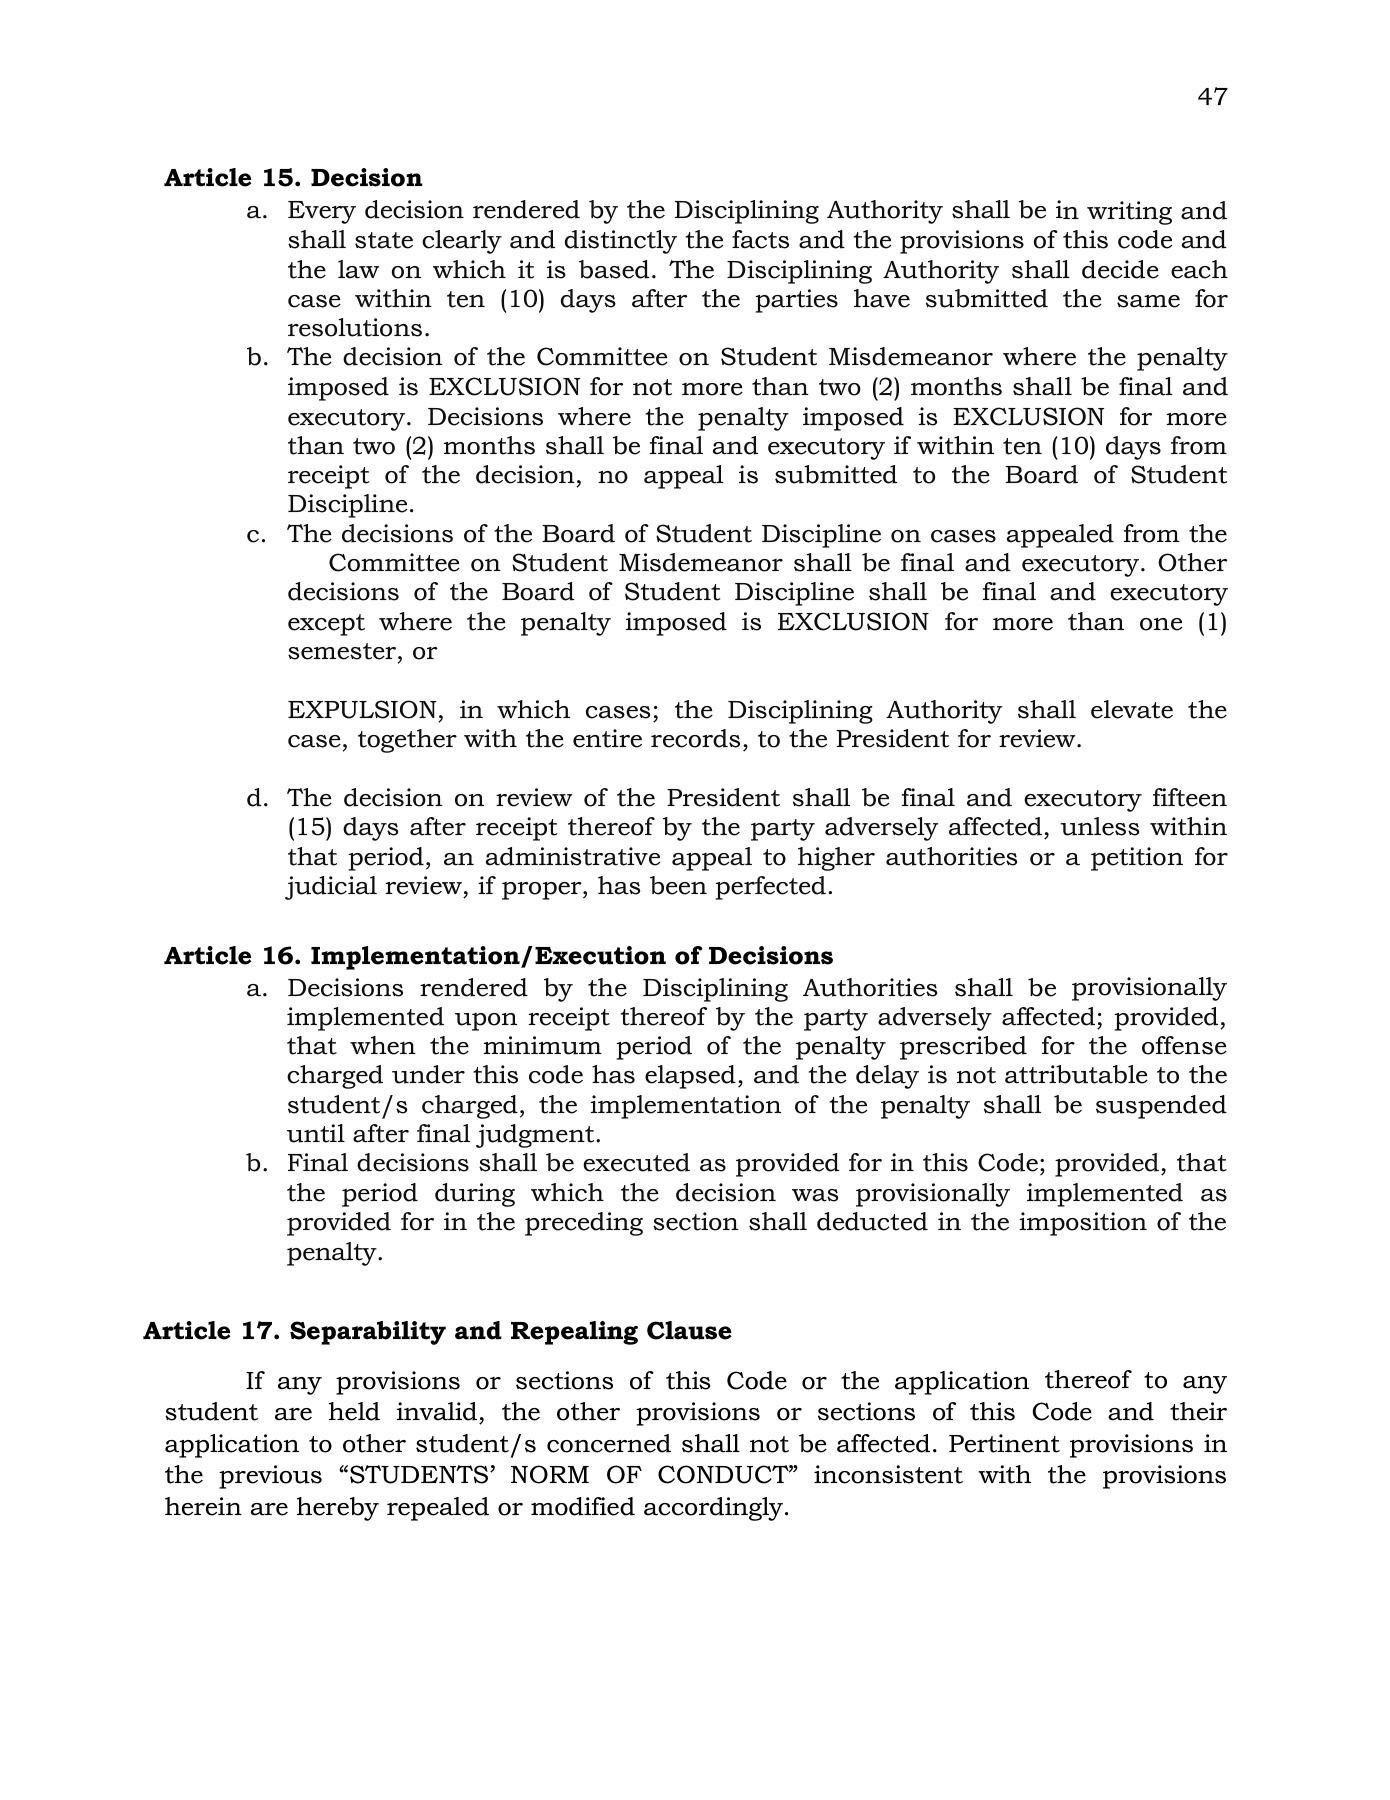 47
Article 15. Decision
a. Every decision rendered by the Disciplining Authority shall be in writing and
shall state clearly and distinctly the facts and the provisions of this code and
the law on which it is based. The Disciplining Authority shall decide each
case within ten (10) days after the parties have submitted the same for
resolutions.
b. The decision of the Committee on Student Misdemeanor where the penalty
imposed is EXCLUSION for not more than two (2) months shall be final and
executory. Decisions where the penalty imposed is EXCLUSION for more
than two (2) months shall be final and executory if within ten (10) days from
receipt of the decision, no appeal is submitted to the Board of Student
Discipline.
c. The decisions of the Board of Student Discipline on cases appealed from the
Committee on Student Misdemeanor shall be final and executory. Other
decisions of the Board of Student Discipline shall be final and executory
except where the penalty imposed is EXCLUSION for more than one (1)
semester, or
EXPULSION, in which cases; the Disciplining Authority shall elevate the
case, together with the entire records, to the President for review.
d. The decision on review of the President shall be final and executory fifteen
(15) days after receipt thereof by the party adversely affected, unless within
that period, an administrative appeal to higher authorities or a petition for
judicial review, if proper, has been perfected.
Article 16. Implementation/Execution of Decisions
a. Decisions rendered by the Disciplining Authorities shall be provisionally
implemented upon receipt thereof by the party adversely affected; provided,
that when the minimum period of the penalty prescribed for the offense
charged under this code has elapsed, and the delay is not attributable to the
student/s charged, the implementation of the penalty shall be suspended
until after final judgment.
b. Final decisions shall be executed as provided for in this Code; provided, that
the period during which the decision was provisionally implemented as
provided for in the preceding section shall deducted in the imposition of the
penalty.
Article 17. Separability and Repealing Clause
If any provisions or sections of this Code or the application thereof to any
student are held invalid, the other provisions or sections of this Code and their
application to other student/s concerned shall not be affected. Pertinent provisions in
the previous “STUDENTS’ NORM OF CONDUCT” inconsistent with the provisions
herein are hereby repealed or modified accordingly.